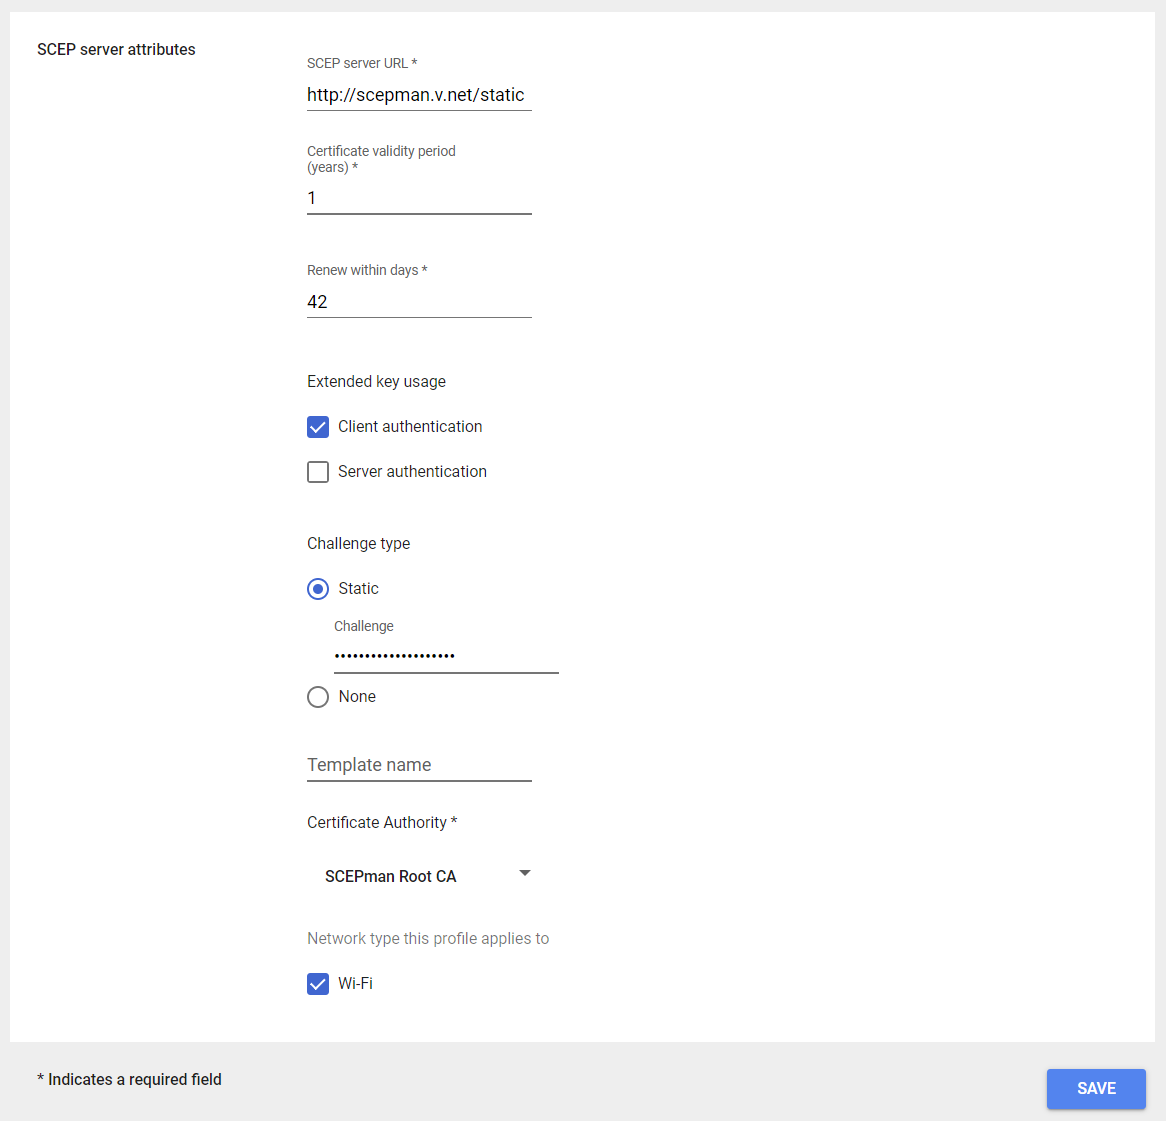 SCEP server attributes
SCEP server URL *
http://scepman.v.net/static
Certificate validity period
(years) *
1
Renew within days *
42
Extended key usage
Client authentication
Server authentication
Challenge type
Static
Challenge
••••••••••••••••••••
None
Template name
Certificate Authority *
SCEPman Root CA
Network type this profile applies to
Wi-Fi
* Indicates a required field
SAVE